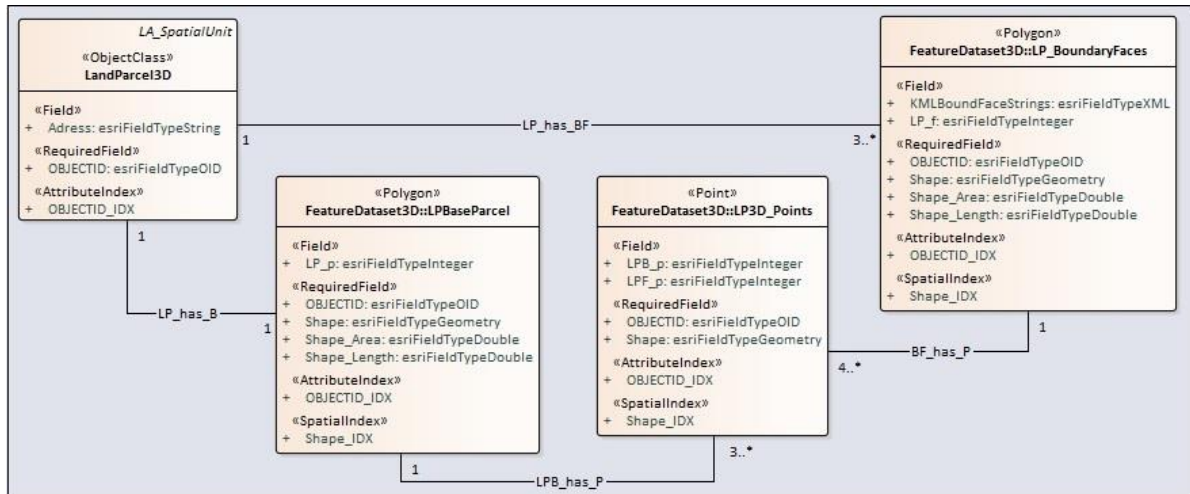 LA_SpatialUnit
«ObjectClass»
LandParcel3D
«Field»
+ Adress: esriFieldTypeString
«RequiredField»
+ OBJECTID: esriFieldTypeOID
«AttributeIndex»
+ OBJECTID_IDX
1
LP_has_BF
3..*
1
LP_has_B
1
«Polygon»
FeatureDataset3D::LPBaseParcel
«Field»
+ LP_p: esriFieldTypeInteger
«RequiredField»
+ OBJECTID: esriFieldTypeOID
+ Shape: esriFieldTypeGeometry
+ Shape_Area: esriFieldTypeDouble
+ Shape_Length: esriFieldTypeDouble
«AttributeIndex»
+ OBJECTID_IDX
«SpatialIndex»
+ Shape_IDX
1
LPB_has_P
3..*
«Point»
FeatureDataset3D::LP3D_Points
«Field»
+ LPB_p: esriFieldTypeInteger
+ LPF_p: esriFieldTypeInteger
«RequiredField»
+ OBJECTID: esriFieldTypeOID
+ Shape: esriFieldTypeGeometry
«AttributeIndex»
+ OBJECTID_IDX
«SpatialIndex»
+ Shape_IDX
4..*
BF_has_P
1
«Polygon»
FeatureDataset3D::LP_BoundaryFaces
«Field»
+ KMLBoundFaceStrings: esriFieldTypeXML
+ LP_f: esriFieldTypeInteger
«RequiredField»
+ OBJECTID: esriFieldTypeOID
+ Shape: esriFieldTypeGeometry
+ Shape_Area: esriFieldTypeDouble
+ Shape_Length: esriFieldTypeDouble
«AttributeIndex»
+ OBJECTID_IDX
«SpatialIndex»
+ Shape_IDX